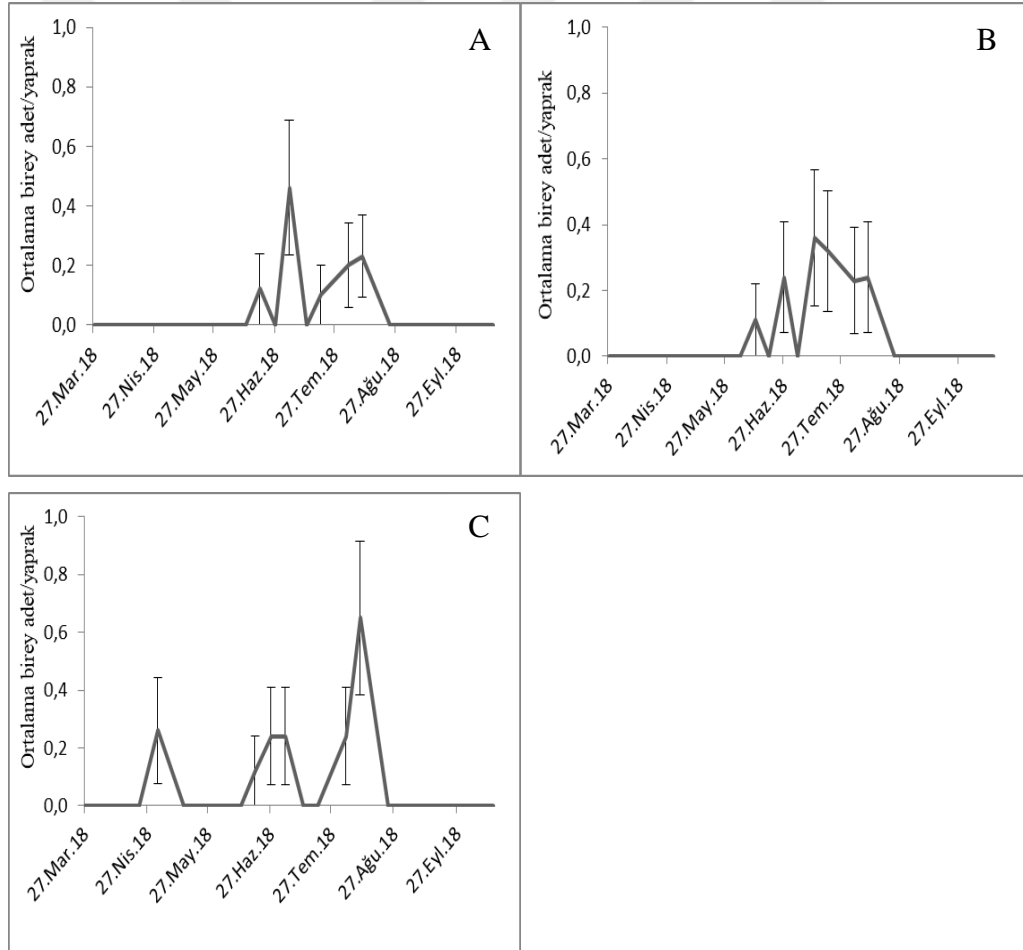 A
Ortalama birey adet/yaprak
1,0
0,8
0,6
0,4
0,2
0,0
27.Mar.18
27.Nis.18
27.May.18
27.Haz.18
27.Tem.18
27.Ağu.18
27.Eyl.18
B
Ortalama birey adet/yaprak
1,0
0,8
0,6
0,4
0,2
0,0
27.Mar.18
27.Nis.18
27.May.18
27.Haz.18
27.Tem.18
27.Ağu.18
27.Eyl.18
C
Ortalama birey adet/yaprak
1,0
0,8
0,6
0,4
0,2
0,0
27.Mar.18
27.Nis.18
27.May.18
27.Haz.18
27.Tem.18
27.Ağu.18
27.Eyl.18